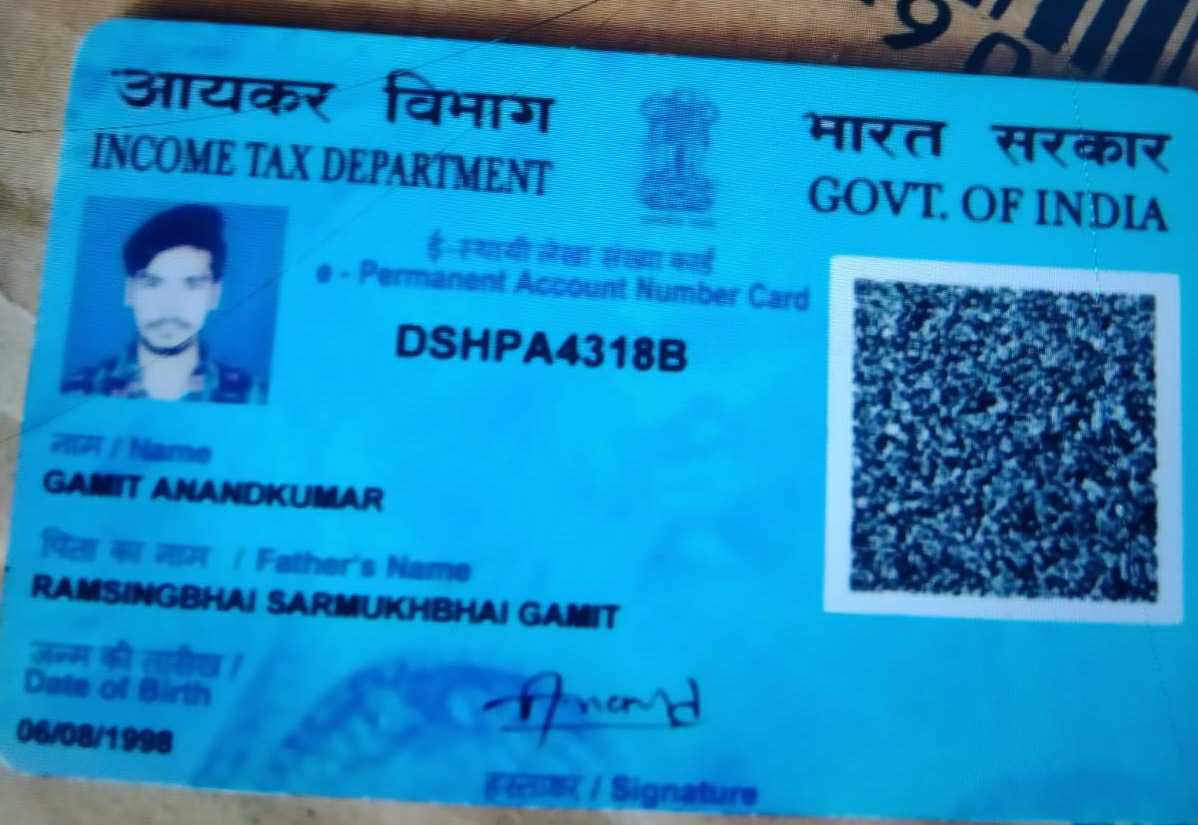 आयकर विभाग
INCOME TAX DEPARTMENT
भारत सरकार
GOVT. OF INDIA
ई-स्थायी लेखा संख्या कार्ड
e - Permanent Account Number Card
DSHPA4318B
नाम / Name
GAMIT ANANDKUMAR
पिता का नाम / Father's Name
RAMSINGBHAI SARMUKHBHAI GAMIT
जन्म की तारीख /
Date of Birth
06/08/1998
Anand
हस्ताक्षर / Signature